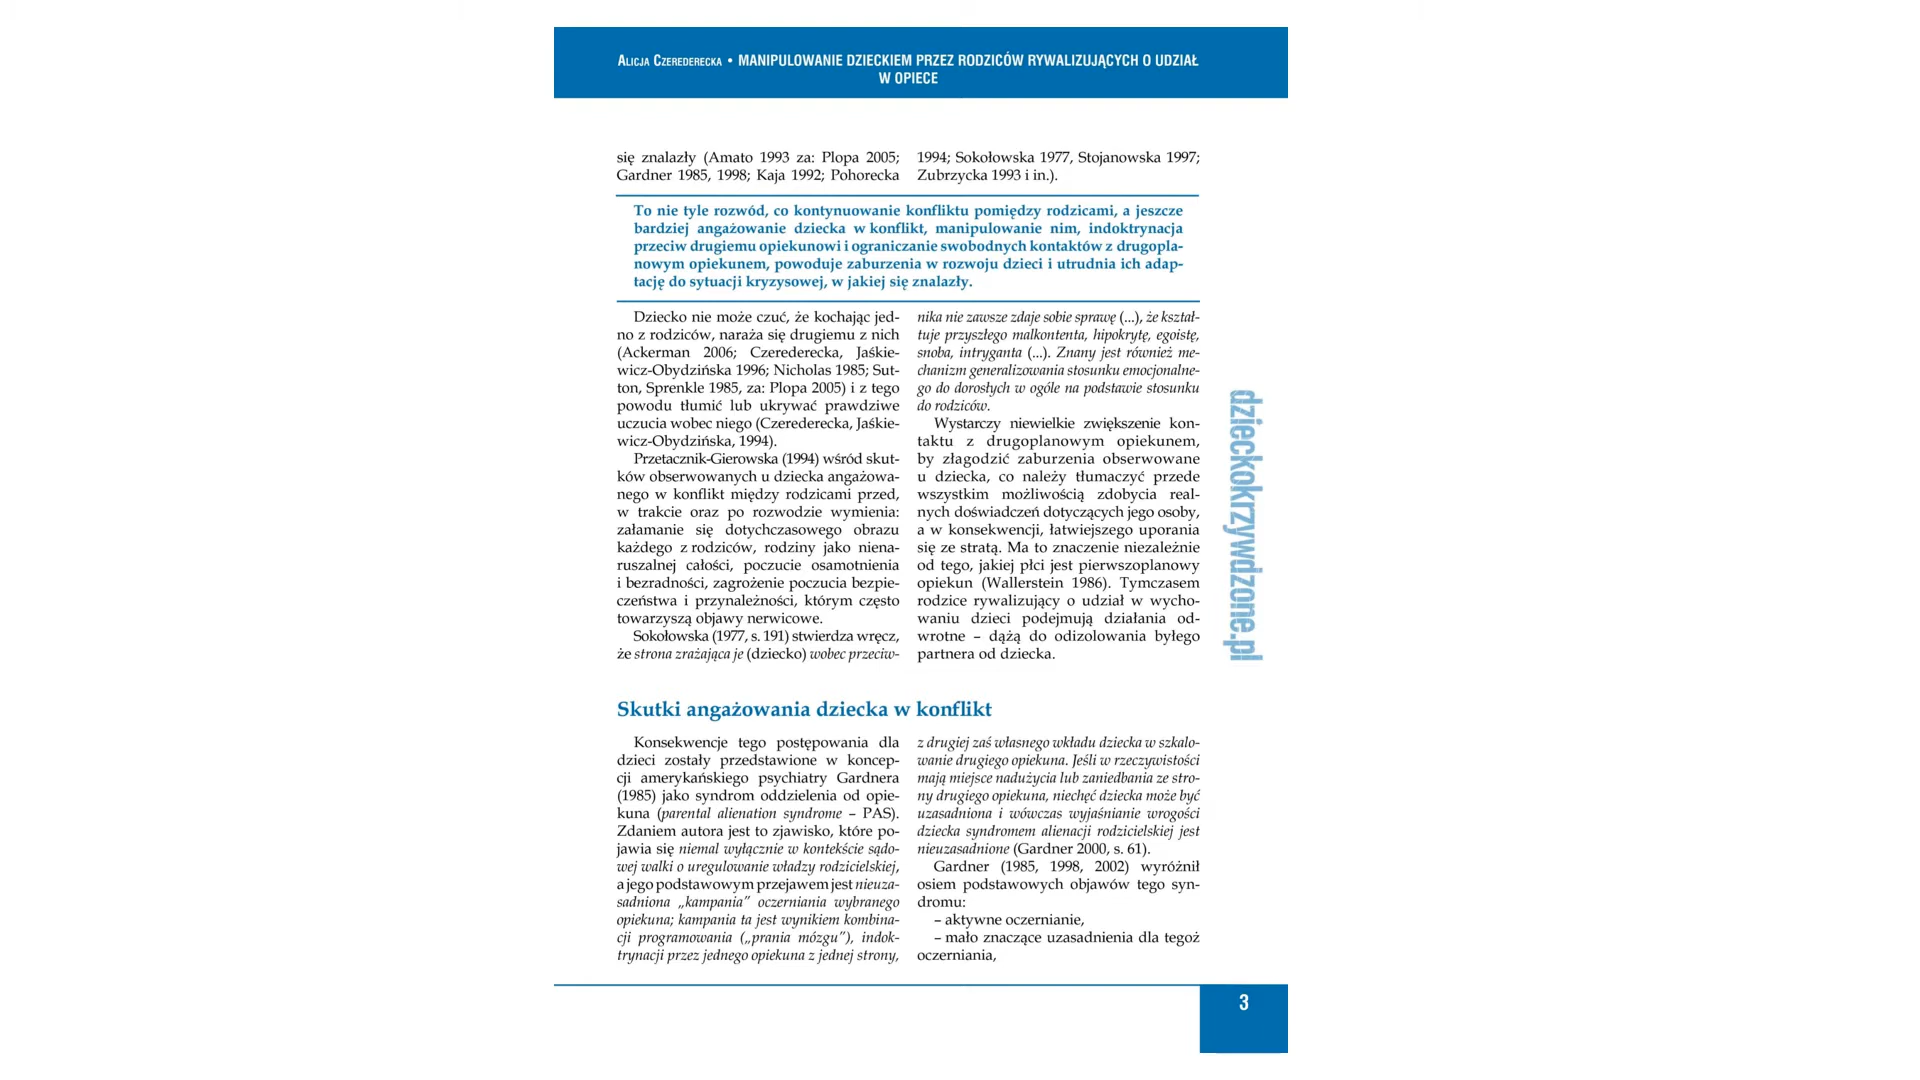 Alicja Czerederecka • MANIPULOWANIE DZIECKIEM PRZEZ RODZICÓW RYWALIZUJĄCYCH O UDZIAŁ
W OPIECE
się znalazły (Amato 1993 za: Plopa 2005;
Gardner 1985, 1998; Kaja 1992; Pohorecka
1994; Sokołowska 1977, Stojanowska 1997;
Zubrzycka 1993 i in.).
To nie tyle rozwód, co kontynuowanie konfliktu pomiędzy rodzicami, a jeszcze
bardziej angażowanie dziecka w konflikt, manipulowanie nim, indoktrynacja
przeciw drugiemu opiekunowi i ograniczanie swobodnych kontaktów z drugopla-
nowym opiekunem, powoduje zaburzenia w rozwoju dzieci i utrudnia ich adap-
tację do sytuacji kryzysowej, w jakiej się znalazły.
Dziecko nie może czuć, że kochając jed-
no z rodziców, naraża się drugiemu z nich
(Ackerman 2006; Czerederecka, Jaśkie-
wicz-Obydzińska 1996; Nicholas 1985; Sut-
ton, Sprenkle 1985, za: Plopa 2005) i z tego
powodu tłumić lub ukrywać prawdziwe
uczucia wobec niego (Czerederecka, Jaśkie-
wicz-Obydzińska, 1994).
Przetacznik-Gierowska (1994) wśród skut-
ków obserwowanych u dziecka angażowa-
nego w konflikt między rodzicami przed,
w trakcie oraz po rozwodzie wymienia:
załamanie się dotychczasowego obrazu
każdego z rodziców, rodziny jako niena-
ruszalnej całości, poczucie osamotnienia
i bezradności, zagrożenie poczucia bezpie-
czeństwa i przynależności, którym często
towarzyszą objawy nerwicowe.
Sokołowska (1977, s. 191) stwierdza wręcz,
że strona zrażająca je (dziecko) wobec przeciw-
nika nie zawsze zdaje sobie sprawę (...), że kształ-
tuje przyszłego malkontenta, hipokrytę, egoistę,
snoba, intryganta (...). Znany jest również me-
chanizm generalizowania stosunku emocjonalne-
go do dorosłych w ogóle na podstawie stosunku
do rodziców.
Wystarczy niewielkie zwiększenie kon-
taktu z drugoplanowym opiekunem,
by złagodzić zaburzenia obserwowane
u dziecka, co należy tłumaczyć przede
wszystkim możliwością zdobycia real-
nych doświadczeń dotyczących jego osoby,
a w konsekwencji, łatwiejszego uporania
się ze stratą. Ma to znaczenie niezależnie
od tego, jakiej płci jest pierwszoplanowy
opiekun (Wallerstein 1986). Tymczasem
rodzice rywalizujący o udział w wycho-
waniu dzieci podejmują działania od-
wrotne – dążą do odizolowania byłego
partnera od dziecka.
dzieckokrzywdzone.pl
Skutki angażowania dziecka w konflikt
Konsekwencje tego postępowania dla
dzieci zostały przedstawione w koncep-
cji amerykańskiego psychiatry Gardnera
(1985) jako syndrom oddzielenia od opie-
kuna (parental alienation syndrome – PAS).
Zdaniem autora jest to zjawisko, które po-
jawia się niemal wyłącznie w kontekście sądo-
wej walki o uregulowanie władzy rodzicielskiej,
a jego podstawowym przejawem jest nieuza-
sadniona „kampania” oczerniania wybranego
opiekuna; kampania ta jest wynikiem kombina-
cji programowania („prania mózgu”), indok-
trynacji przez jednego opiekuna z jednej strony,
z drugiej zaś własnego wkładu dziecka w szkalo-
wanie drugiego opiekuna. Jeśli w rzeczywistości
mają miejsce nadużycia lub zaniedbania ze stro-
ny drugiego opiekuna, niechęć dziecka może być
uzasadniona i wówczas wyjaśnianie wrogości
dziecka syndromem alienacji rodzicielskiej jest
nieuzasadnione (Gardner 2000, s. 61).
Gardner (1985, 1998, 2002) wyróżnił
osiem podstawowych objawów tego syn-
dromu:
– aktywne oczernianie,
– mało znaczące uzasadnienia dla tegoż
oczerniania,
3